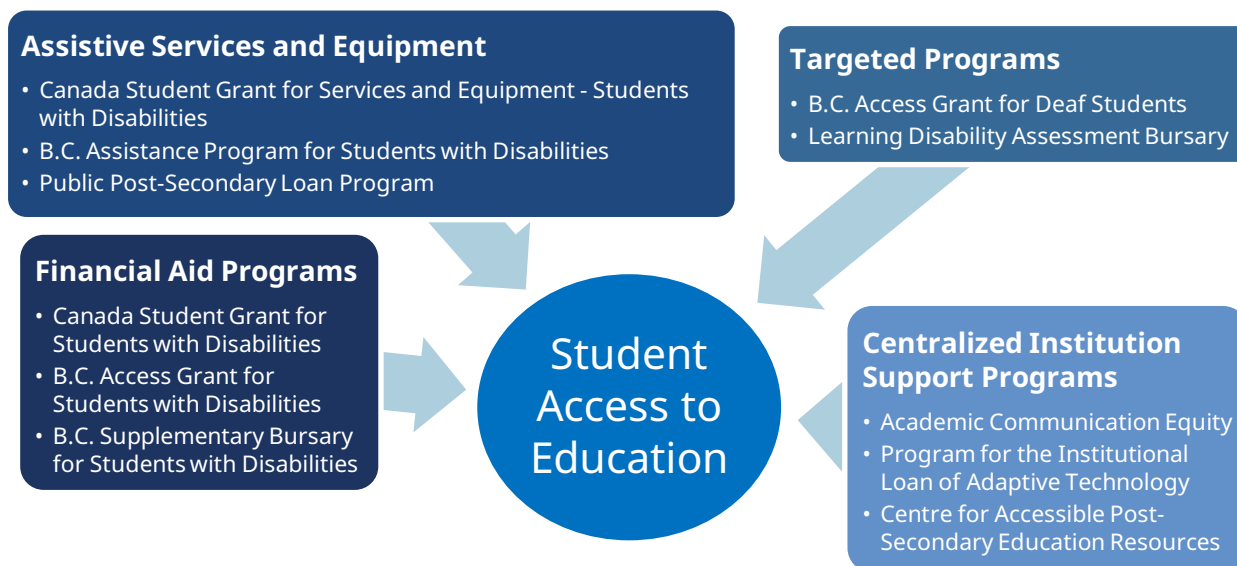 Assistive Services and Equipment
• Canada Student Grant for Services and Equipment - Students
with Disabilities
• B.C. Assistance Program for Students with Disabilities
• Public Post-Secondary Loan Program
Targeted Programs
• B.C. Access Grant for Deaf Students
• Learning Disability Assessment Bursary
Financial Aid Programs
• Canada Student Grant for
Students with Disabilities
• B.C. Access Grant for
Students with Disabilities
• B.C. Supplementary Bursary
for Students with Disabilities
Student
Access to
Education
Centralized Institution
Support Programs
• Academic Communication Equity
• Program for the Institutional
Loan of Adaptive Technology
• Centre for Accessible Post-
Secondary Education Resources